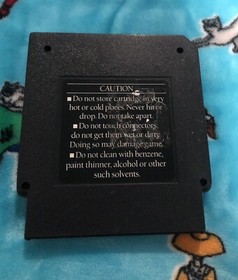 CAUTION
■ Do not store cartridge in very
hot or cold places. Never hit or
drop. Do not take apart.
■ Do not touch connectors,
do not get them wet or dirty.
Doing so may damage game.
■ Do not clean with benzene,
paint thinner, alcohol or other
such solvents.